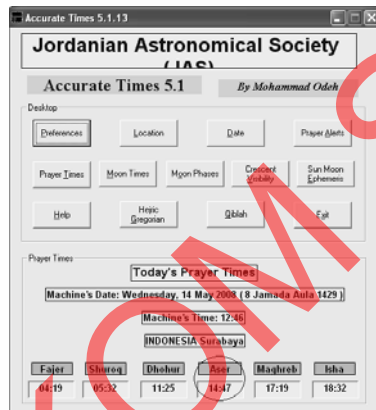 Accurate Times 5.1.13
Jordanian Astronomical Society
(JAS)
Accurate Times 5.1
By Mohammad Odeh
Desktop
Preferences Location Date Prayer Alerts
Prayer Times Moon Times Moon Phases Crescent Visibility Sun Moon Ephemeris
Help Hejric Gregorian Qiblah Exit
Prayer Times
Today's Prayer Times
Machine's Date: Wednesday, 14 May 2008 ( 8 Jamada Aula 1429 )
Machine's Time: 12:46
INDONESIA Surabaya
Fajer Shuroq Dhohur Aser Maghreb Isha
04:19 05:32 11:25 14:47 17:19 18:32